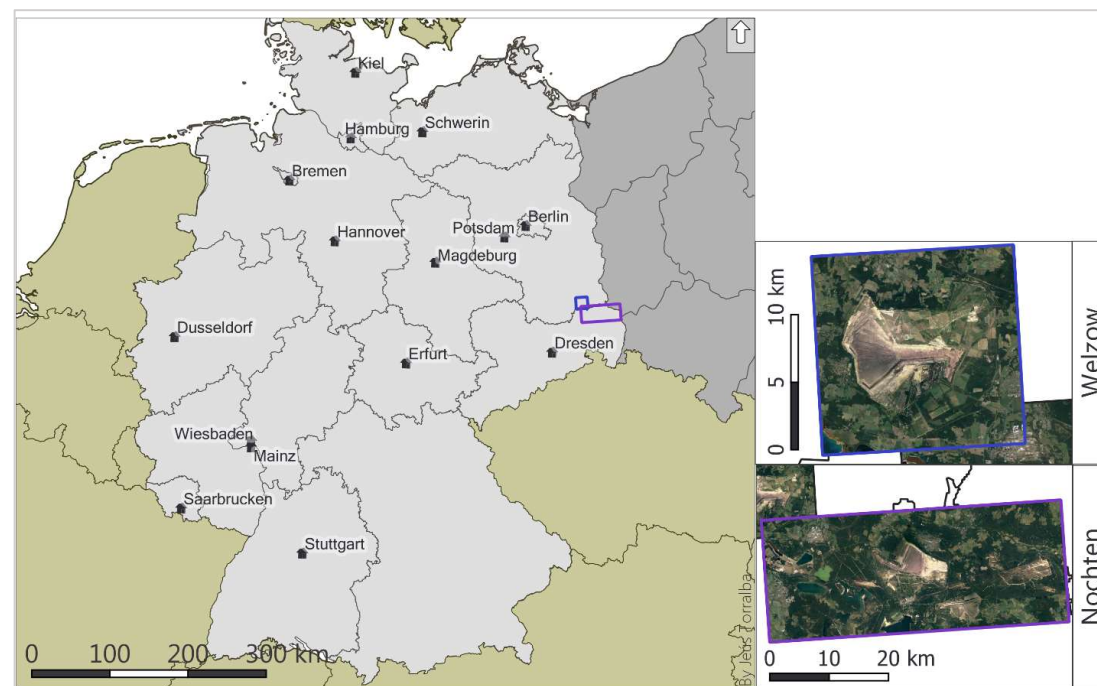 Kiel
Hamburg
Schwerin
Bremen
Berlin
Potsdam
Hannover
Magdeburg
Dusseldorf
Erfurt
Dresden
Wiesbaden
Mainz
Saarbrucken
Stuttgart
0 100 200 300 km
By Jeús Torralba
0 5 10 km
Welzow
0 10 20 km
Nochten